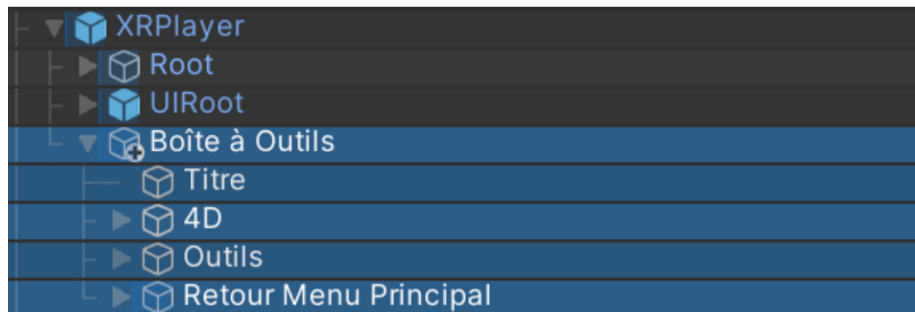 XRPlayer
Root
UIRoot
Boîte à Outils
Titre
4D
Outils
Retour Menu Principal